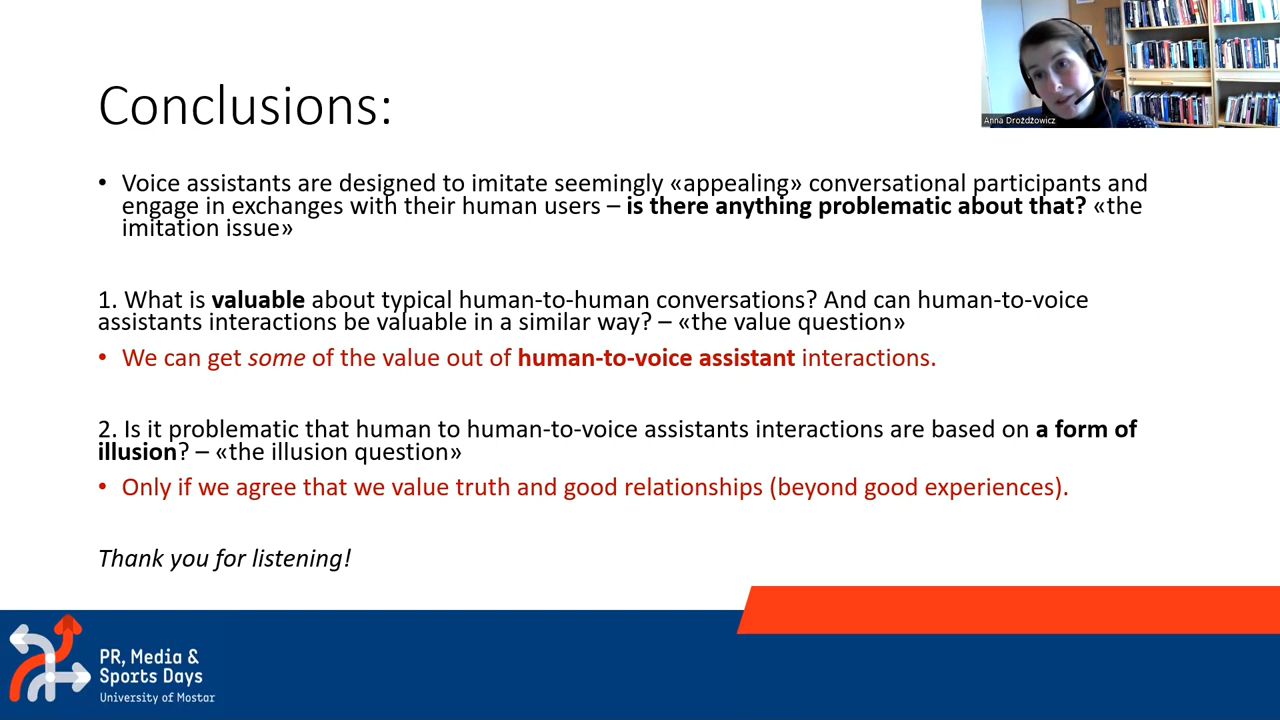 Conclusions:
Anna Drożdżowicz
• Voice assistants are designed to imitate seemingly «appealing» conversational participants and
engage in exchanges with their human users – is there anything problematic about that? «the
imitation issue»
1. What is valuable about typical human-to-human conversations? And can human-to-voice
assistants interactions be valuable in a similar way? – «the value question»
• We can get some of the value out of human-to-voice assistant interactions.
2. Is it problematic that human to human-to-voice assistants interactions are based on a form of
illusion? – «the illusion question»
• Only if we agree that we value truth and good relationships (beyond good experiences).
Thank you for listening!
PR, Media &
Sports Days
University of Mostar